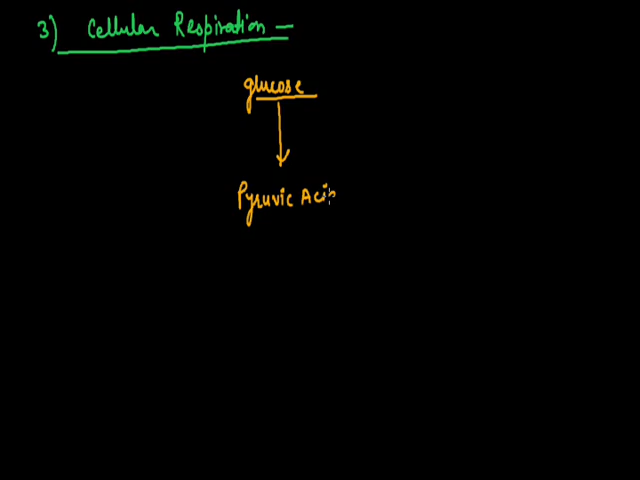 3) Cellular Respiration —
glucose
Pyruvic Aci